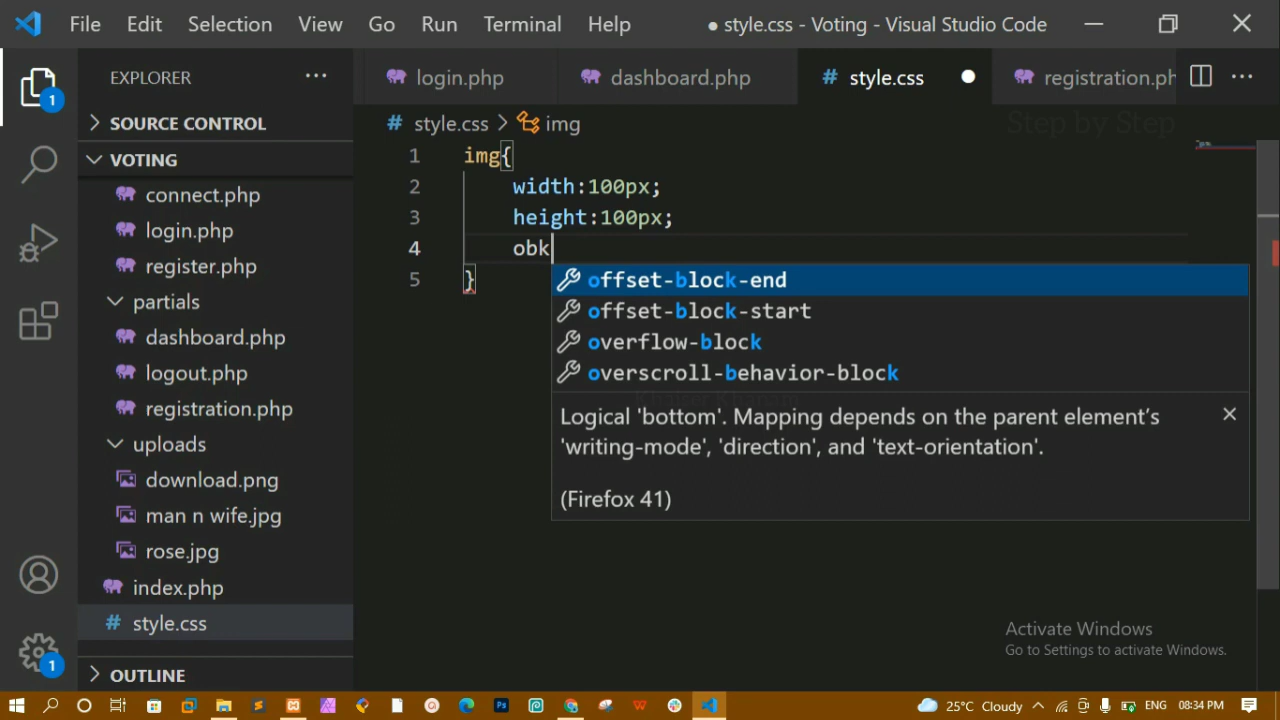 File Edit Selection View Go Run Terminal Help ● style.css - Voting - Visual Studio Code
EXPLORER ···
login.php dashboard.php # style.css registration.ph ···
1
SOURCE CONTROL
# style.css > img
Step by Step
VOTING
connect.php
login.php
register.php
partials
dashboard.php
logout.php
registration.php
uploads
download.png
man n wife.jpg
rose.jpg
index.php
# style.css
OUTLINE
1
1 img{
2 width:100px;
3 height:100px;
4 obk
5 }
offset-block-end
offset-block-start
overflow-block
overscroll-behavior-block
Logical 'bottom'. Mapping depends on the parent element’s
'writing-mode', 'direction', and 'text-orientation'.
(Firefox 41)
Activate Windows
Go to Settings to activate Windows.
25°C Cloudy ENG 08:34 PM